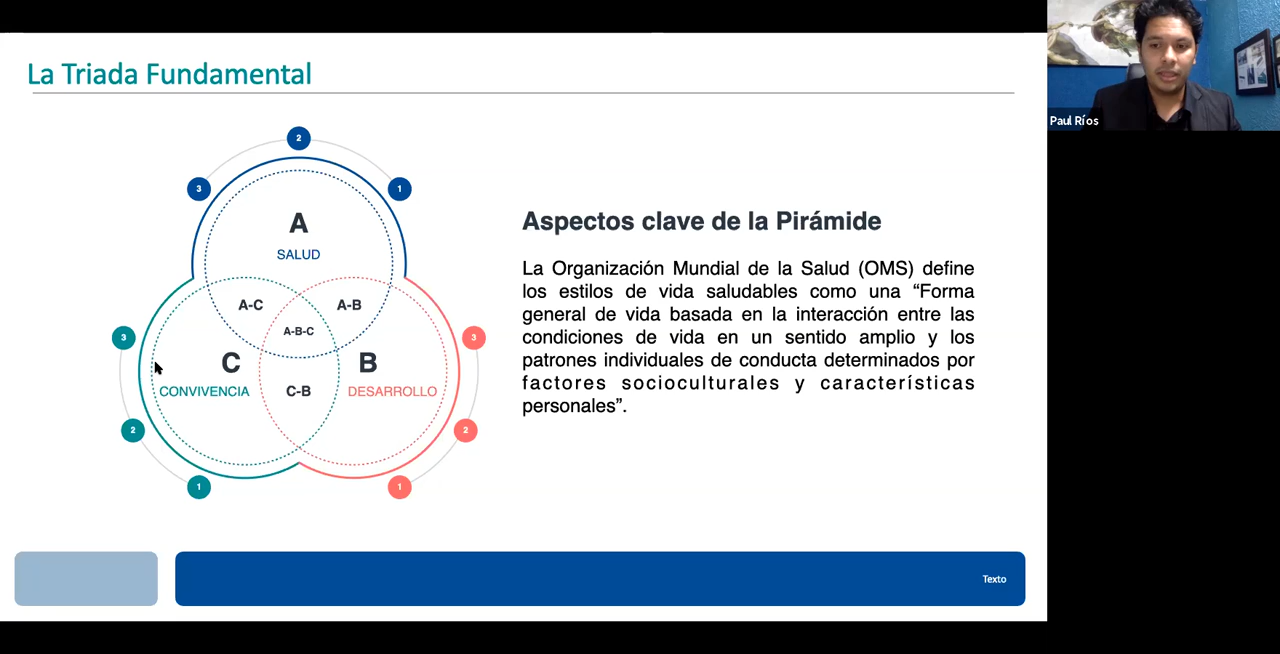 La Triada Fundamental
Paul Ríos
2
3
1
A
SALUD
A-C
A-B
A-B-C
3
3
C
B
CONVIVENCIA
C-B
DESARROLLO
2
2
1
1
Aspectos clave de la Pirámide
La Organización Mundial de la Salud (OMS) define
los estilos de vida saludables como una “Forma
general de vida basada en la interacción entre las
condiciones de vida en un sentido amplio y los
patrones individuales de conducta determinados por
factores socioculturales y características
personales”.
Texto